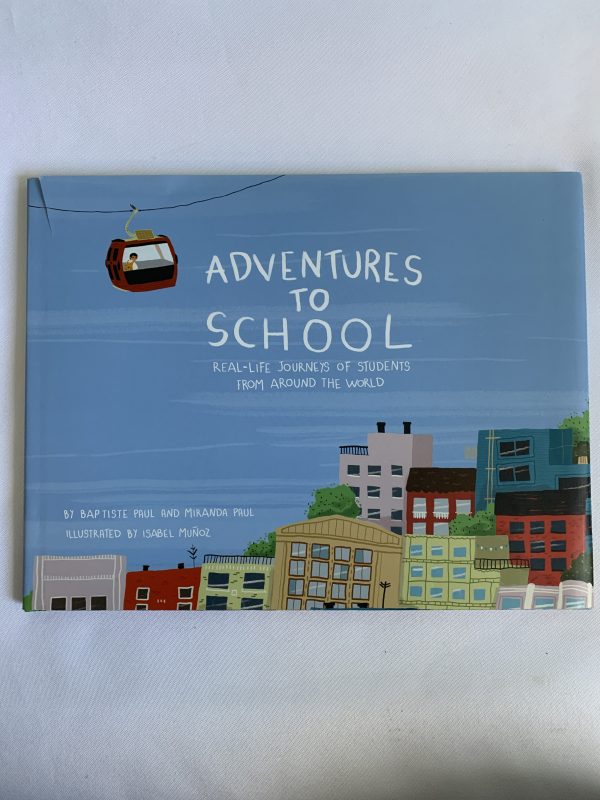 ADVENTURES
TO
SCHOOL
REAL-LIFE JOURNEYS OF STUDENTS
FROM AROUND THE WORLD
BY BAPTISTE PAUL AND MIRANDA PAUL
ILLUSTRATED BY ISABEL MUÑOZ